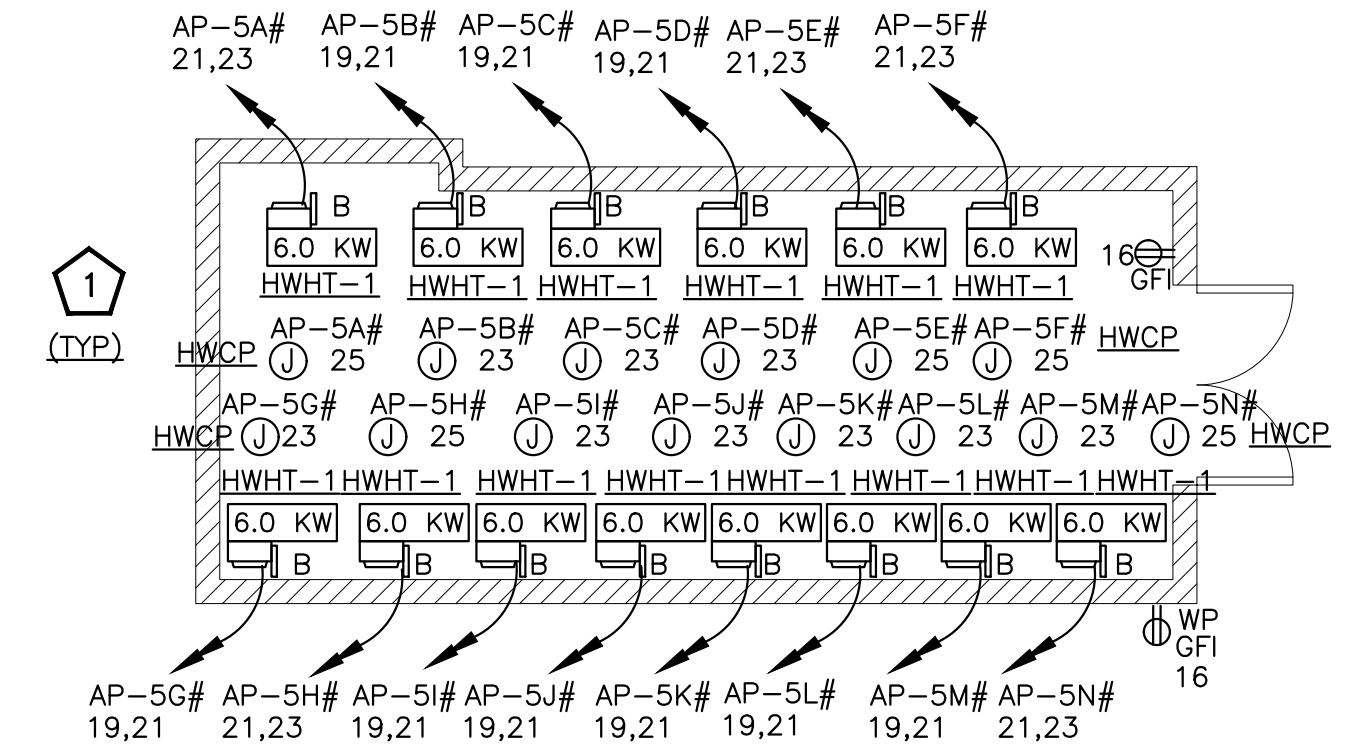 AP-5A# AP-5B# AP-5C# AP-5D# AP-5E# AP-5F#
21,23 19,21 19,21 19,21 21,23 21,23
B B B B B B
6.0 KW 6.0 KW 6.0 KW 6.0 KW 6.0 KW 6.0 KW
16
GFI
HWHT-1 HWHT-1 HWHT-1 HWHT-1 HWHT-1 HWHT-1
1
(TYP)
AP-5A# AP-5B# AP-5C# AP-5D# AP-5E# AP-5F#
HWCP J 25 J 23 J 23 J 23 J 25 J 25 HWCP
AP-5G# AP-5H# AP-5I# AP-5J# AP-5K# AP-5L# AP-5M# AP-5N#
HWCP J 23 J 25 J 23 J 23 J 23 J 23 J 23 J 25 HWCP
HWHT-1 HWHT-1 HWHT-1 HWHT-1 HWHT-1 HWHT-1 HWHT-1 HWHT-1
6.0 KW 6.0 KW 6.0 KW 6.0 KW 6.0 KW 6.0 KW 6.0 KW 6.0 KW
B B B B B B B B
WP
GFI
16
AP-5G# AP-5H# AP-5I# AP-5J# AP-5K# AP-5L# AP-5M# AP-5N#
19,21 21,23 19,21 19,21 19,21 19,21 19,21 21,23